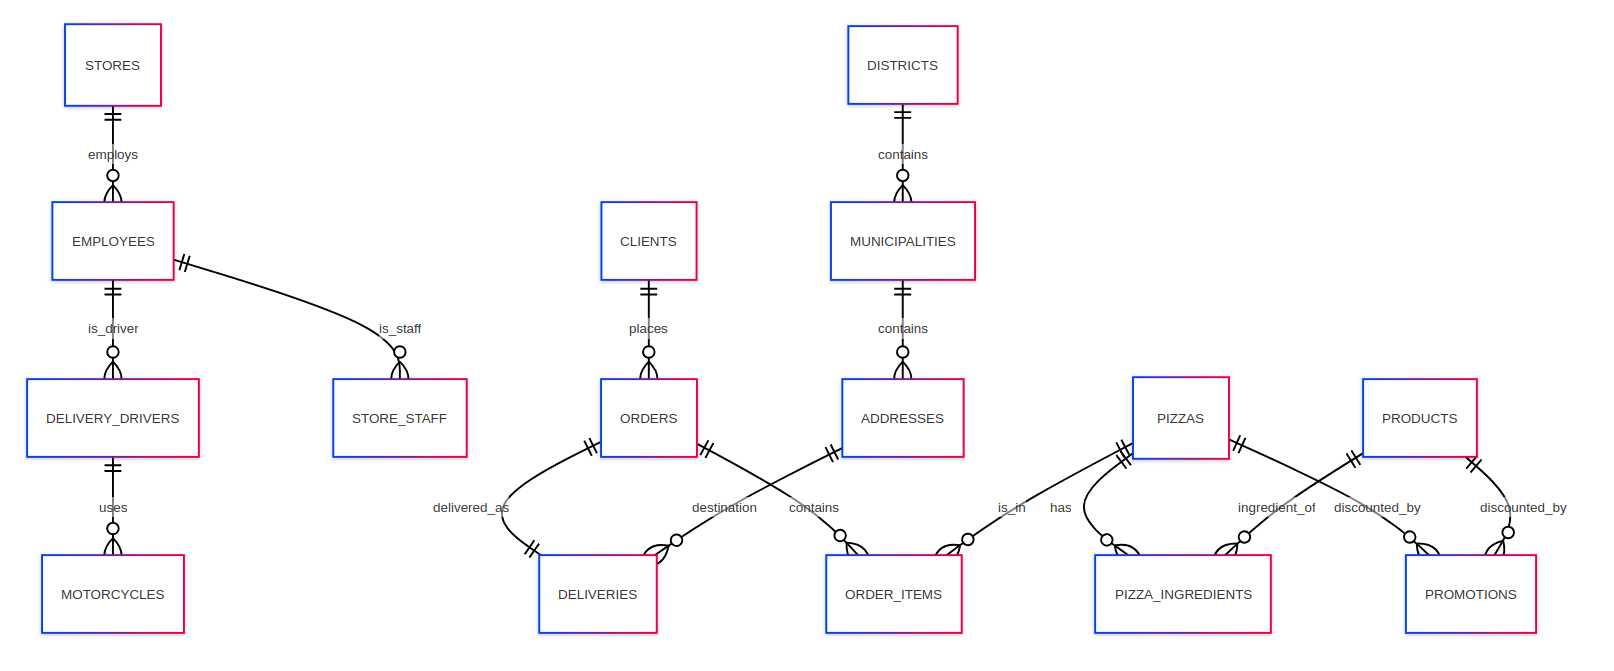 STORES
DISTRICTS
employs
contains
EMPLOYEES
CLIENTS
MUNICIPALITIES
is_driver
is_staff
places
contains
DELIVERY_DRIVERS
STORE_STAFF
ORDERS
ADDRESSES
PIZZAS
PRODUCTS
uses
delivered_as
destination
contains
is_in
has
ingredient_of
discounted_by
discounted_by
MOTORCYCLES
DELIVERIES
ORDER_ITEMS
PIZZA_INGREDIENTS
PROMOTIONS